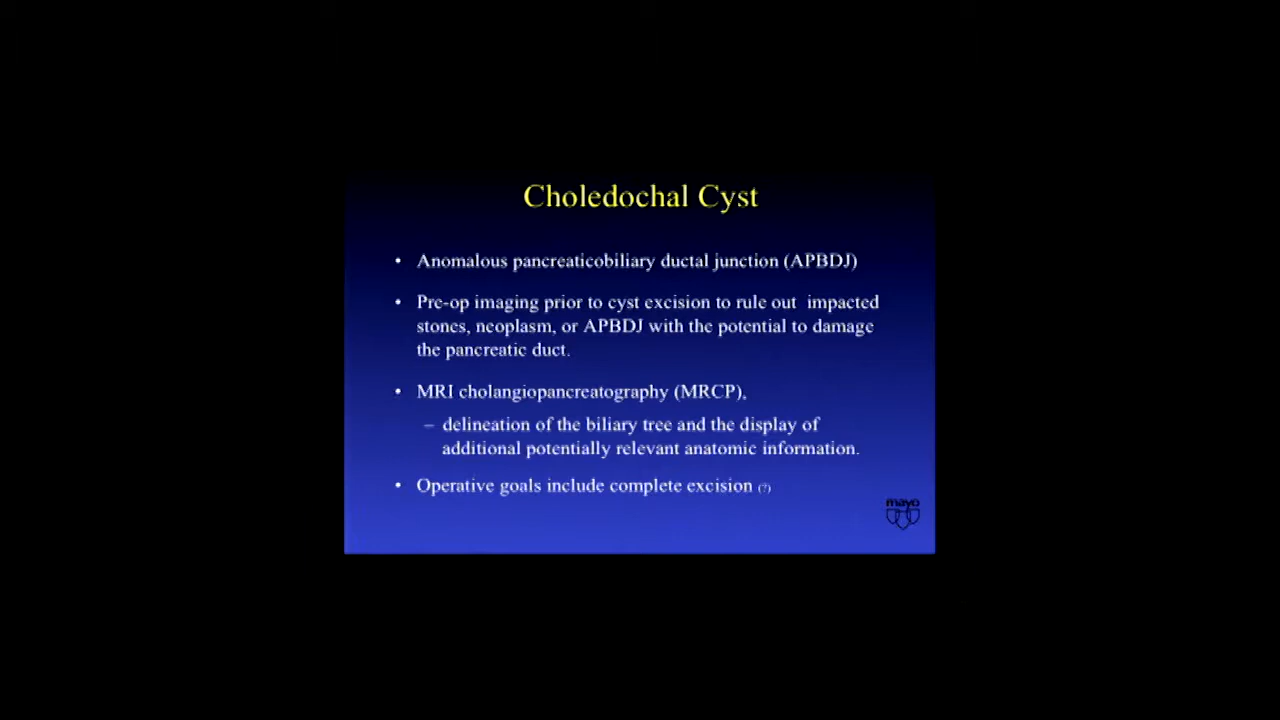 Choledochal Cyst
• Anomalous pancreaticobiliary ductal junction (APBDJ)
• Pre-op imaging prior to cyst excision to rule out impacted
stones, neoplasm, or APBDJ with the potential to damage
the pancreatic duct.
• MRI cholangiopancreatography (MRCP),
– delineation of the biliary tree and the display of
additional potentially relevant anatomic information.
• Operative goals include complete excision (?)
mayo